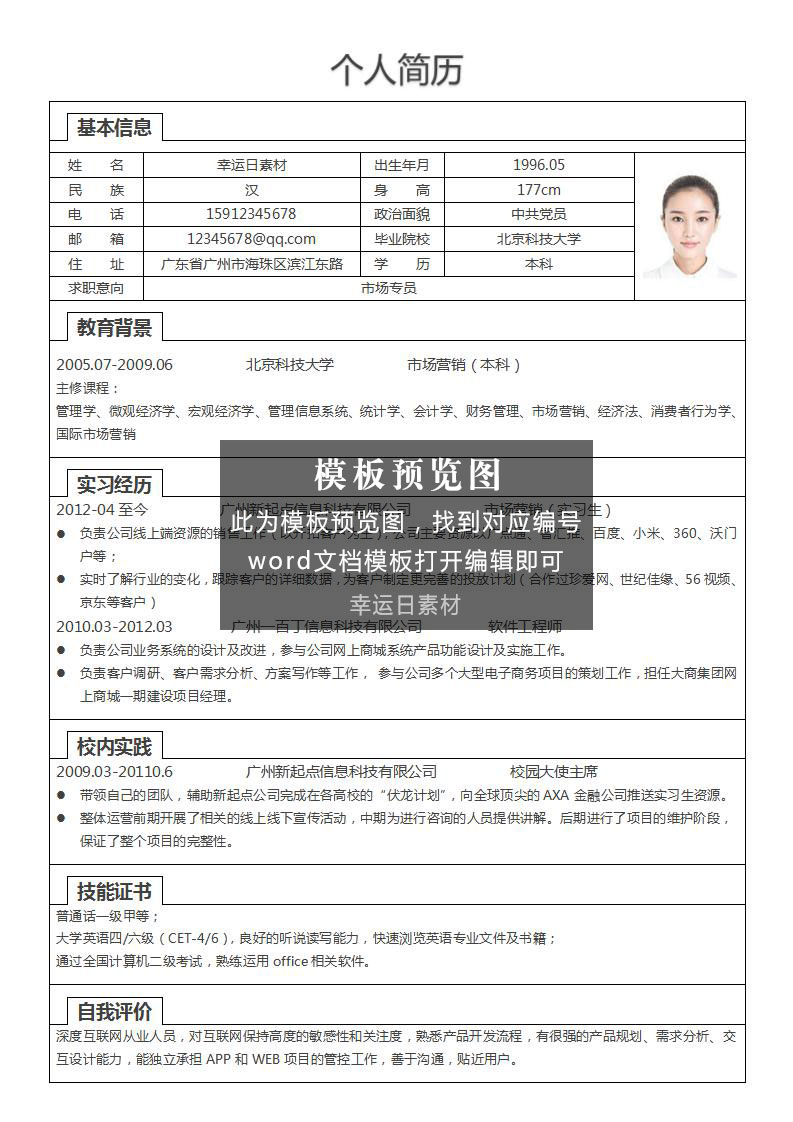 个人简历
基本信息
姓 名 幸运日素材 出生年月 1996.05
民 族 汉 身 高 177cm
电 话 15912345678 政治面貌 中共党员
邮 箱 12345678@qq.com 毕业院校 北京科技大学
住 址 广东省广州市海珠区滨江东路 学 历 本科
求职意向 市场专员
教育背景
2005.07-2009.06 北京科技大学 市场营销（本科）
主修课程：
管理学、微观经济学、宏观经济学、管理信息系统、统计学、会计学、财务管理、市场营销、经济法、消费者行为学、
国际市场营销
模板预览图
实习经历
2012-04 至今 广州新起点信息科技有限公司 市场营销（实习生）
此为模板预览图 找到对应编号
● 负责公司线上端资源的销售工作（以开拓客户为主），公司主要资源以广点通、智汇推、百度、小米、360、沃门
户等；
word文档模板打开编辑即可
● 实时了解行业的变化，跟踪客户的详细数据，为客户制定更完善的投放计划（合作过珍爱网、世纪佳缘、56 视频、
京东等客户）
幸运日素材
2010.03-2012.03 广州一百丁信息科技有限公司 软件工程师
● 负责公司业务系统的设计及改进，参与公司网上商城系统产品功能设计及实施工作。
● 负责客户调研、客户需求分析、方案写作等工作， 参与公司多个大型电子商务项目的策划工作，担任大商集团网
上商城一期建设项目经理。
校内实践
2009.03-20110.6 广州新起点信息科技有限公司 校园大使主席
● 带领自己的团队，辅助新起点公司完成在各高校的“伏龙计划”，向全球顶尖的 AXA 金融公司推送实习生资源。
● 整体运营前期开展了相关的线上线下宣传活动，中期为进行咨询的人员提供讲解。后期进行了项目的维护阶段，
保证了整个项目的完整性。
技能证书
普通话一级甲等；
大学英语四/六级（CET-4/6），良好的听说读写能力，快速浏览英语专业文件及书籍；
通过全国计算机二级考试，熟练运用 office 相关软件。
自我评价
深度互联网从业人员，对互联网保持高度的敏感性和关注度，熟悉产品开发流程，有很强的产品规划、需求分析、交
互设计能力，能独立承担 APP 和 WEB 项目的管控工作，善于沟通，贴近用户。